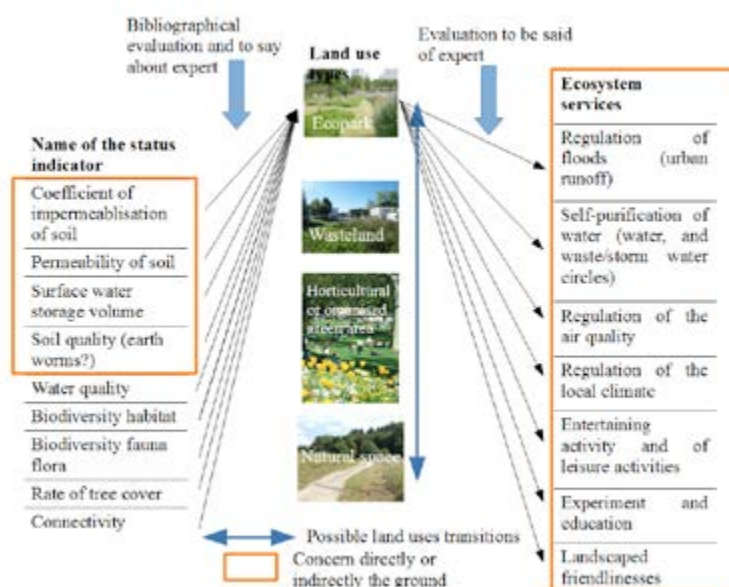 Bibliographical
evaluation and to say
about expert
Land use
types
Evaluation to be said
of expert
Name of the status
indicator
Coefficient of
impermeablisation
of soil
Permeability of soil
Surface water
storage volume
Soil quality (earth
worms?)
Water quality
Biodiversity habitat
Biodiversity fauna
flora
Rate of tree cover
Connectivity
Ecopark
Wasteland
Horticultural
or organised
green area
Natural space
Ecosystem
services
Regulation of
floods (urban
runoff)
Self-purification of
water (water, and
waste/storm water
circles)
Regulation of the
air quality
Regulation of the
local climate
Entertaining
activity and of
leisure activities
Experiment and
education
Landscaped
friendlinesses
Possible land uses transitions
Concern directly or
indirectly the ground